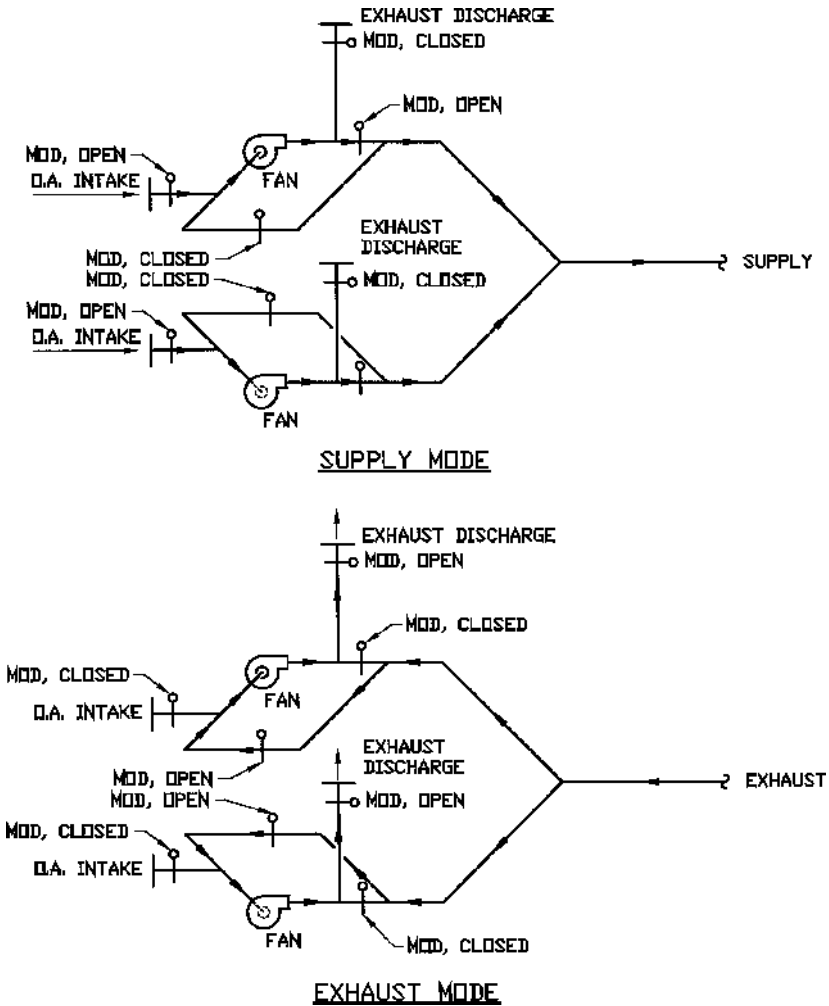 EXHAUST DISCHARGE
MOD, CLOSED
MOD, OPEN
MOD, OPEN
O.A. INTAKE
FAN
EXHAUST
DISCHARGE
MOD, CLOSED
MOD, CLOSED
MOD, CLOSED
SUPPLY
MOD, OPEN
O.A. INTAKE
FAN
SUPPLY MODE
EXHAUST DISCHARGE
MOD, OPEN
MOD, CLOSED
MOD, CLOSED
O.A. INTAKE
FAN
EXHAUST
DISCHARGE
MOD, OPEN
MOD, OPEN
MOD, OPEN
EXHAUST
MOD, CLOSED
O.A. INTAKE
FAN
MOD, CLOSED
EXHAUST MODE